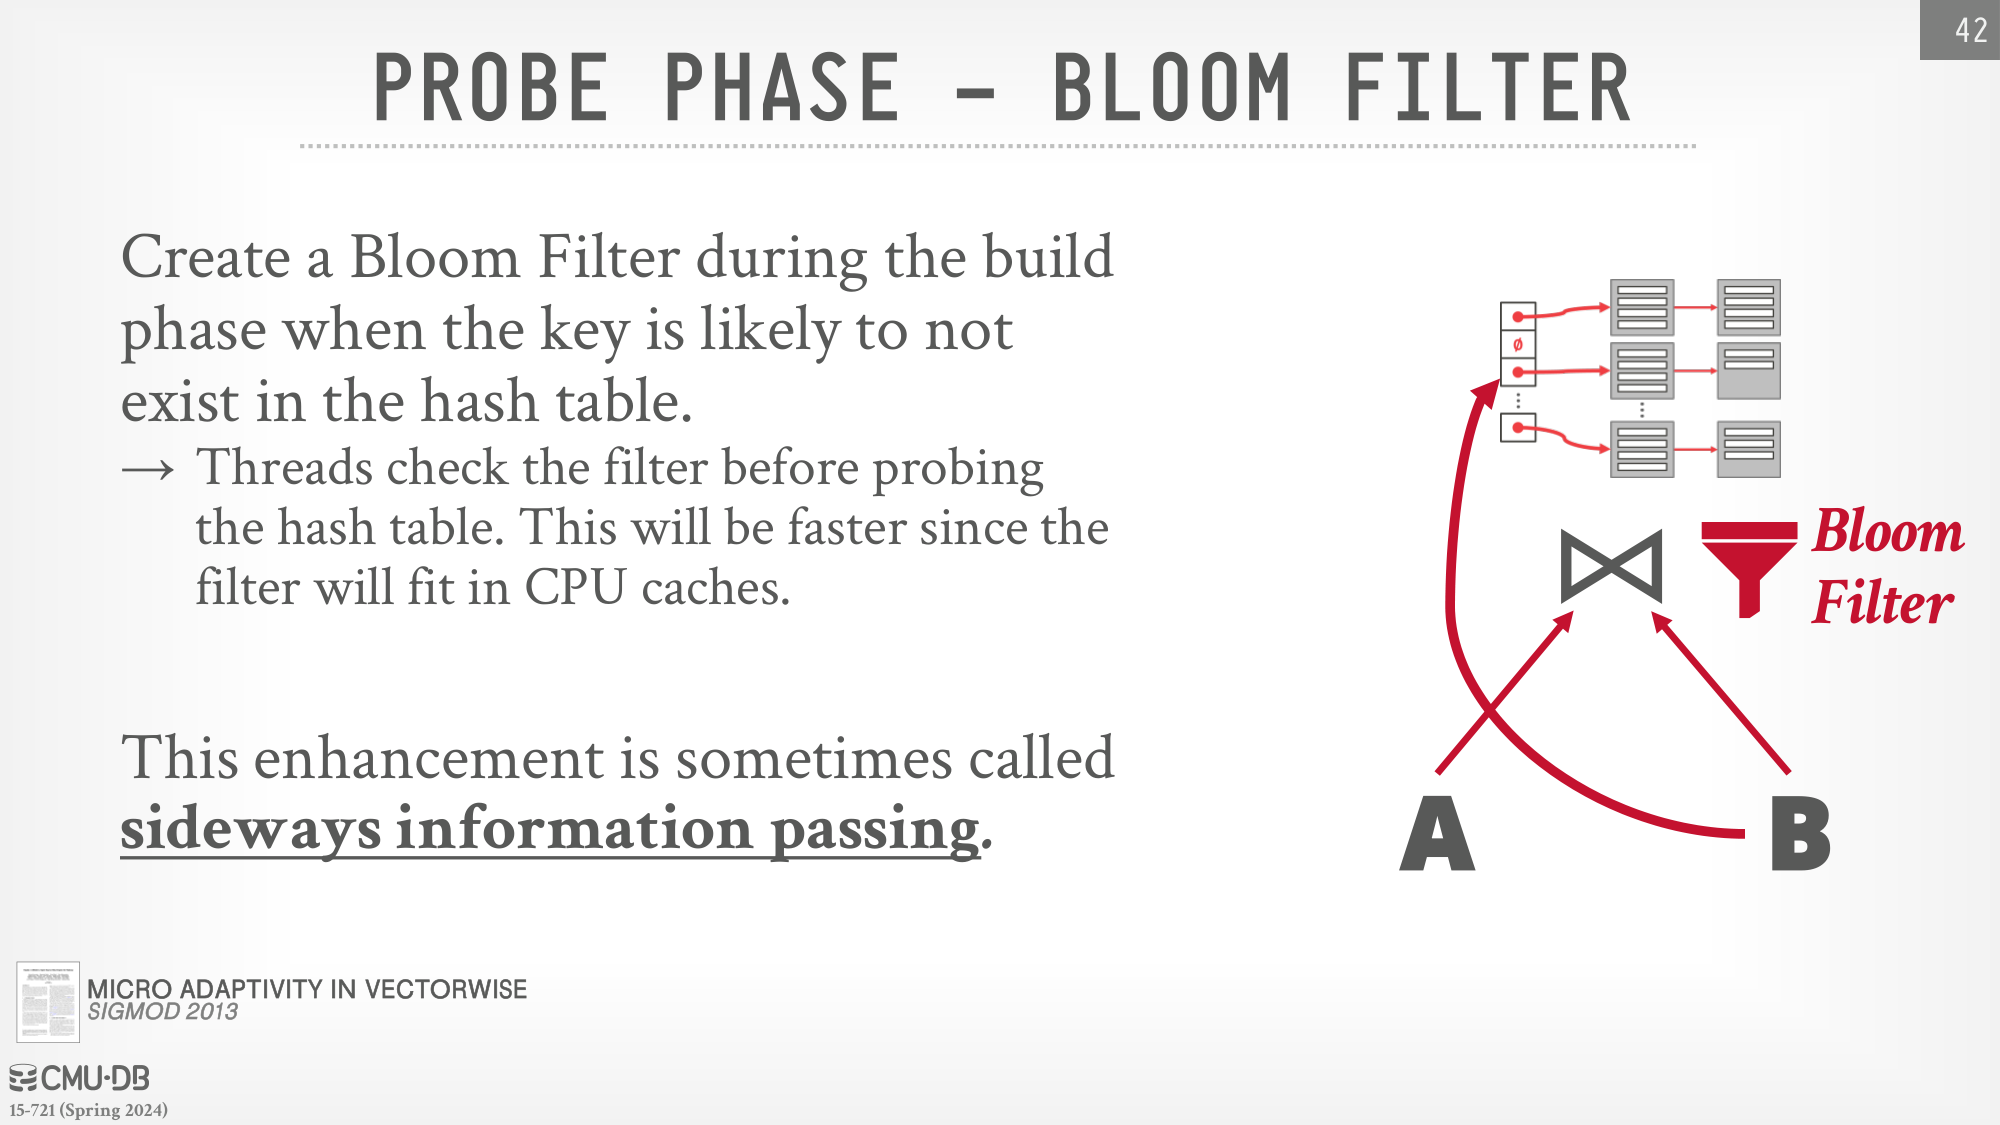 42
PROBE PHASE – BLOOM FILTER
Create a Bloom Filter during the build
phase when the key is likely to not
exist in the hash table.
→ Threads check the filter before probing
the hash table. This will be faster since the
filter will fit in CPU caches.
This enhancement is sometimes called
sideways information passing.
Ø
⋮
⋮
Bloom
Filter
A
B
MICRO ADAPTIVITY IN VECTORWISE
SIGMOD 2013
CMU·DB
15-721 (Spring 2024)